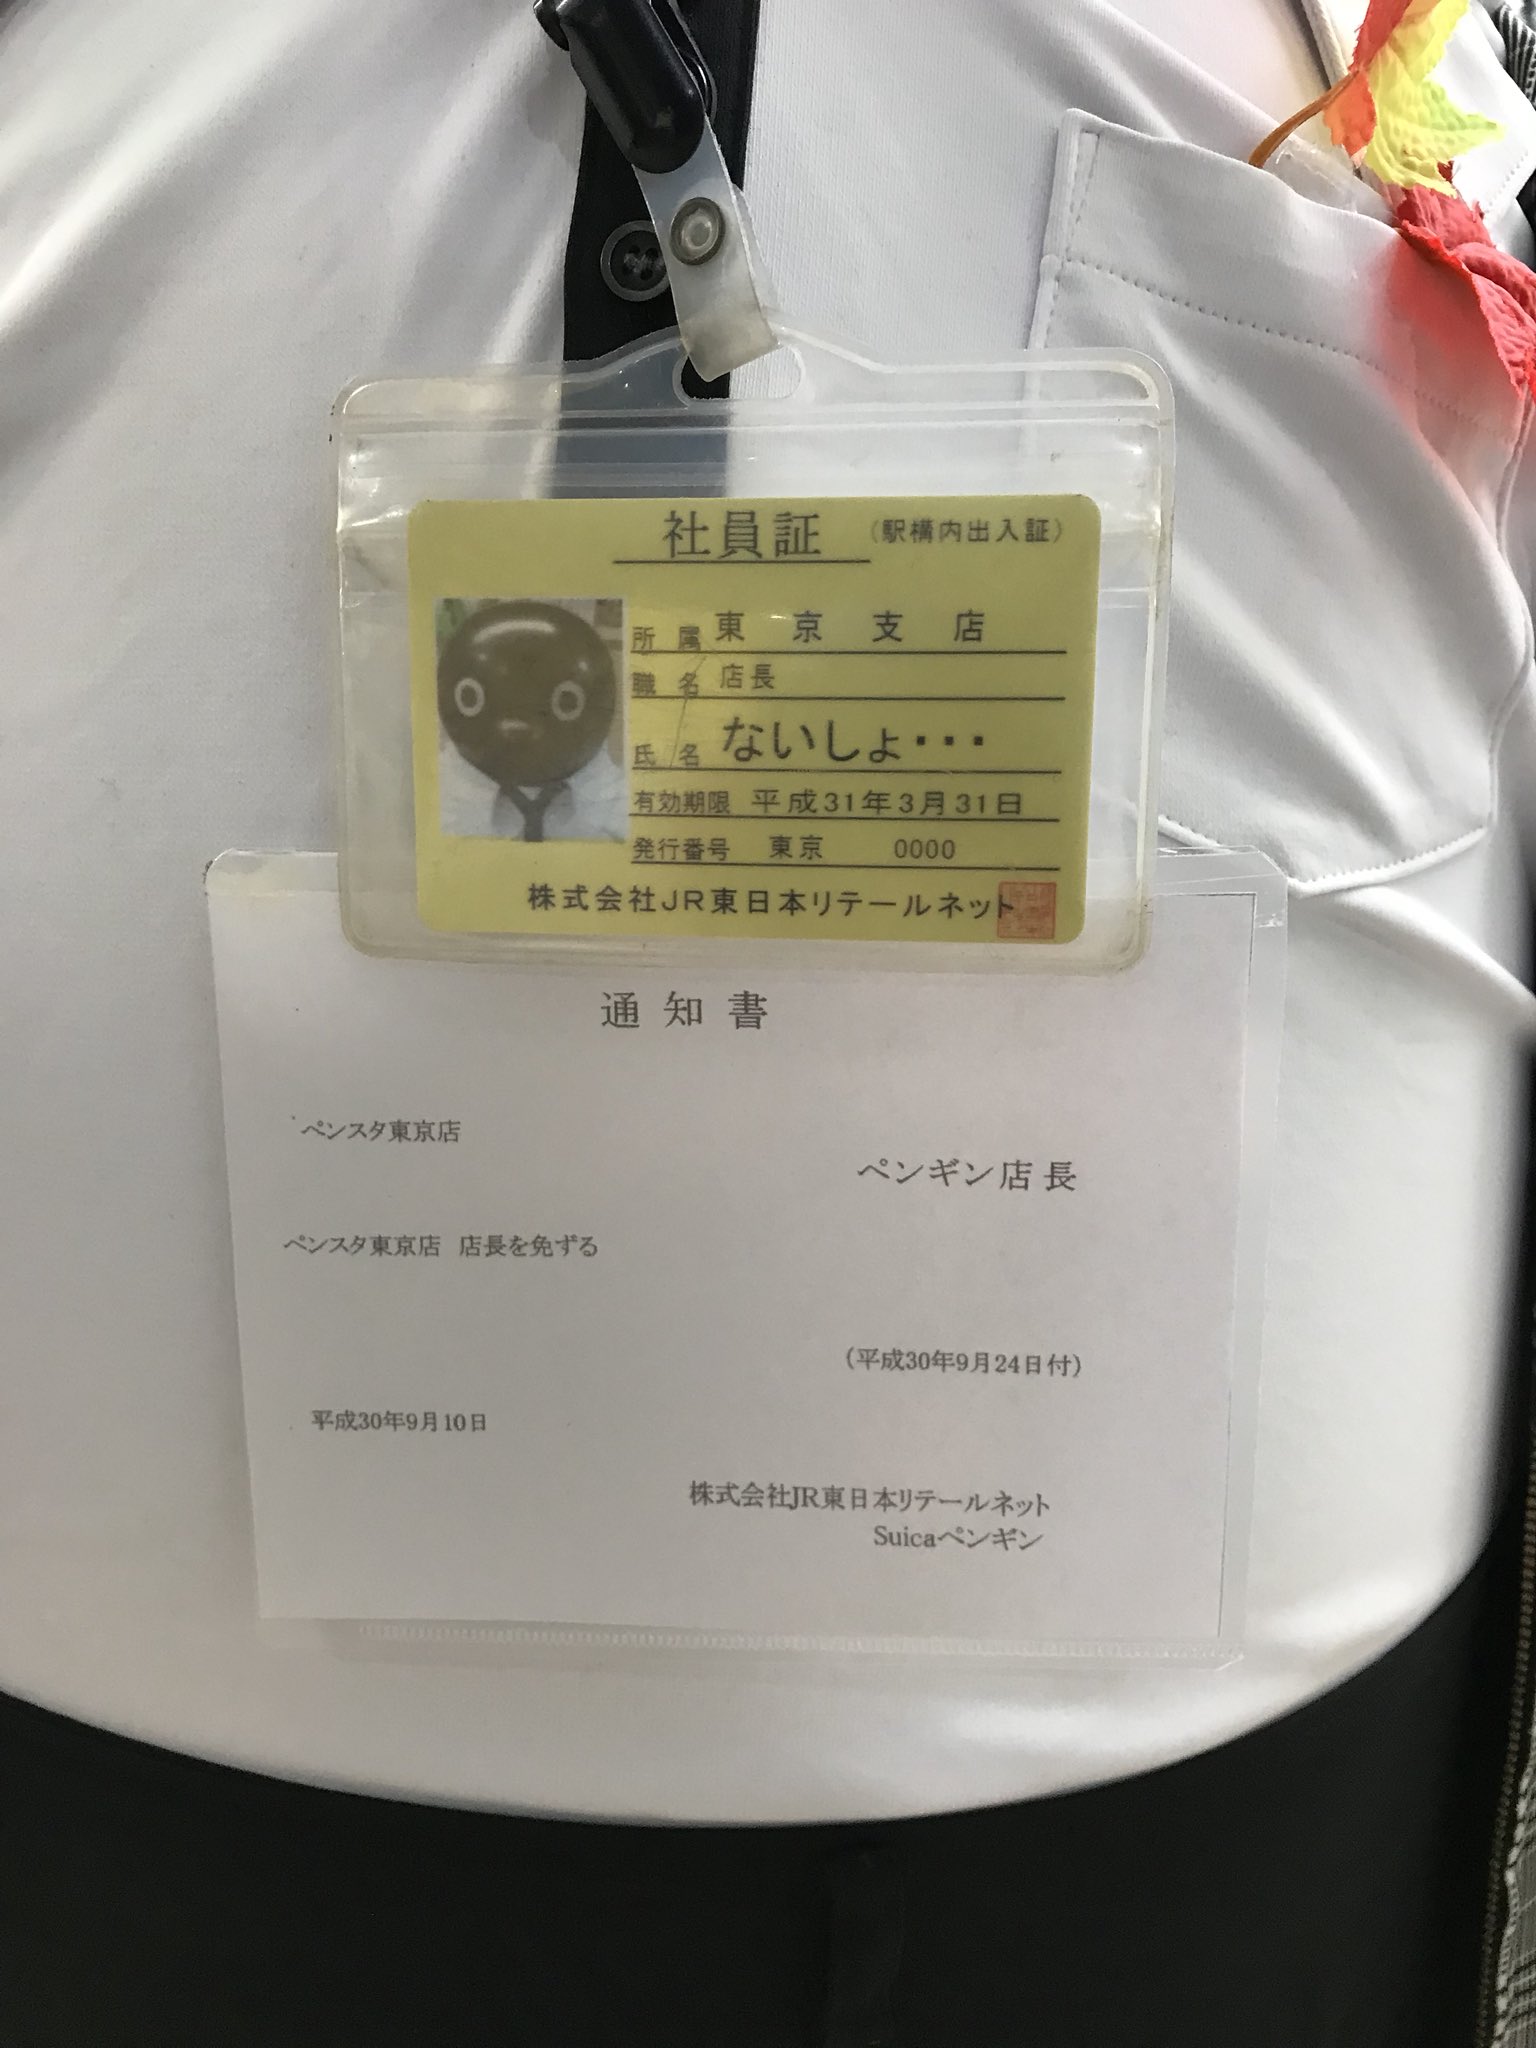 社員証 (駅構内出入証)
所属 東京支店
職名 店長
氏名 ないしょ・・・
有効期限 平成31年3月31日
発行番号 東京 0000
株式会社JR東日本リテールネット
通知書
ペンスタ東京店
ペンギン店長
ペンスタ東京店 店長を免ずる
(平成30年9月24日付)
平成30年9月10日
株式会社JR東日本リテールネット
Suicaペンギン